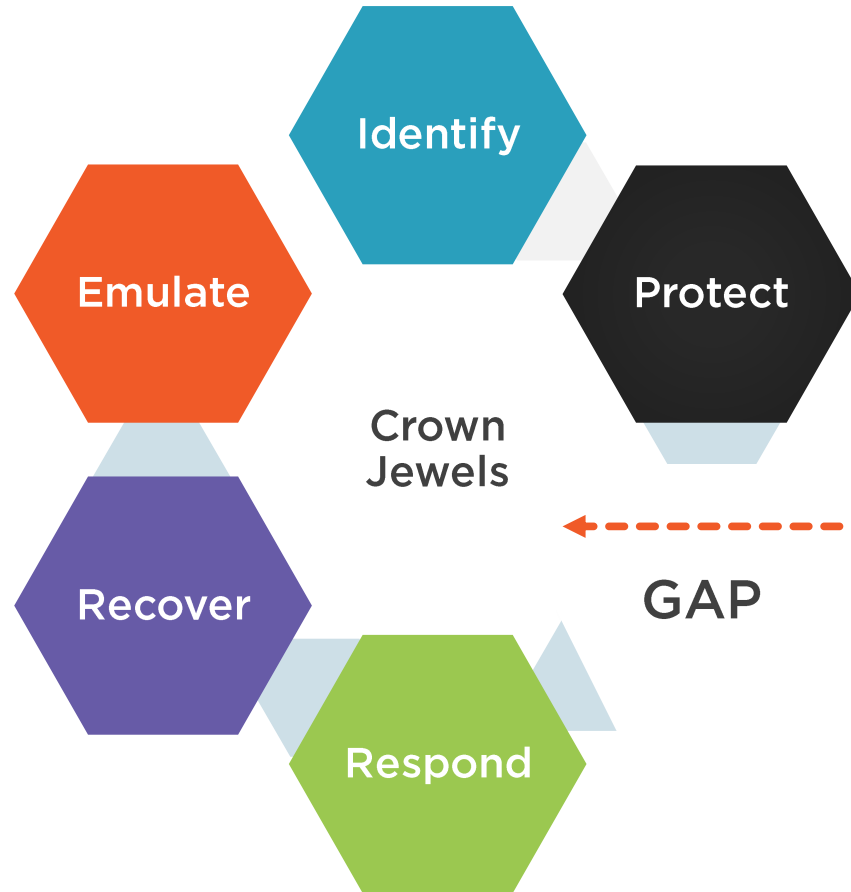 Identify
Emulate
Protect
Crown
Jewels
GAP
Recover
Respond